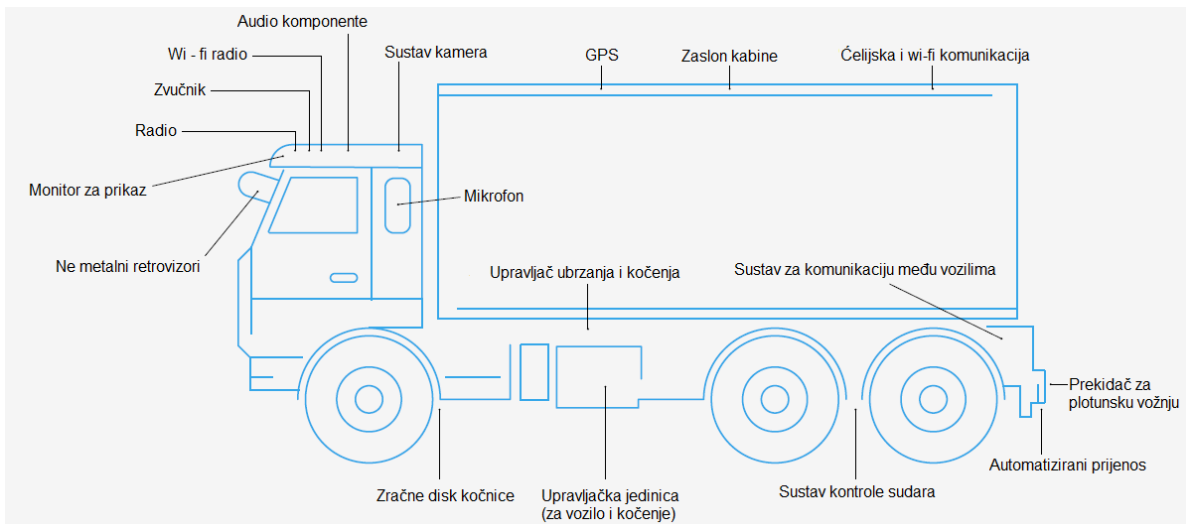 Audio komponente
Wi - fi radio
Sustav kamera
GPS
Zaslon kabine
Ćelijska i wi-fi komunikacija
Zvučnik
Radio
Monitor za prikaz
Mikrofon
Ne metalni retrovizori
Upravljač ubrzanja i kočenja
Sustav za komunikaciju među vozilima
Prekidač za
plotunsku vožnju
Automatizirani prijenos
Zračne disk kočnice
Upravljačka jedinica
(za vozilo i kočenje)
Sustav kontrole sudara